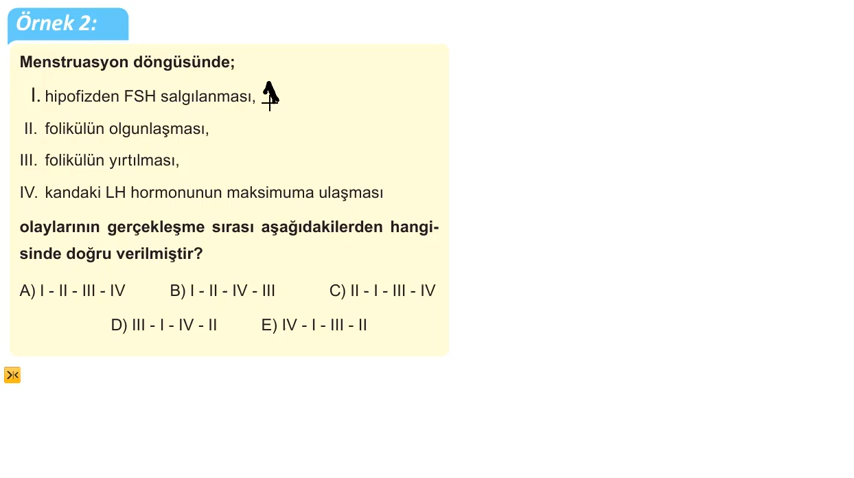 Örnek 2:
Menstruasyon döngüsünde;
I. hipofizden FSH salgılanması,
II. folikülün olgunlaşması,
III. folikülün yırtılması,
IV. kandaki LH hormonunun maksimuma ulaşması
olaylarının gerçekleşme sırası aşağıdakilerden hangi-
sinde doğru verilmiştir?
A) I - II - III - IV B) I - II - IV - III C) II - I - III - IV
D) III - I - IV - II E) IV - I - III - II